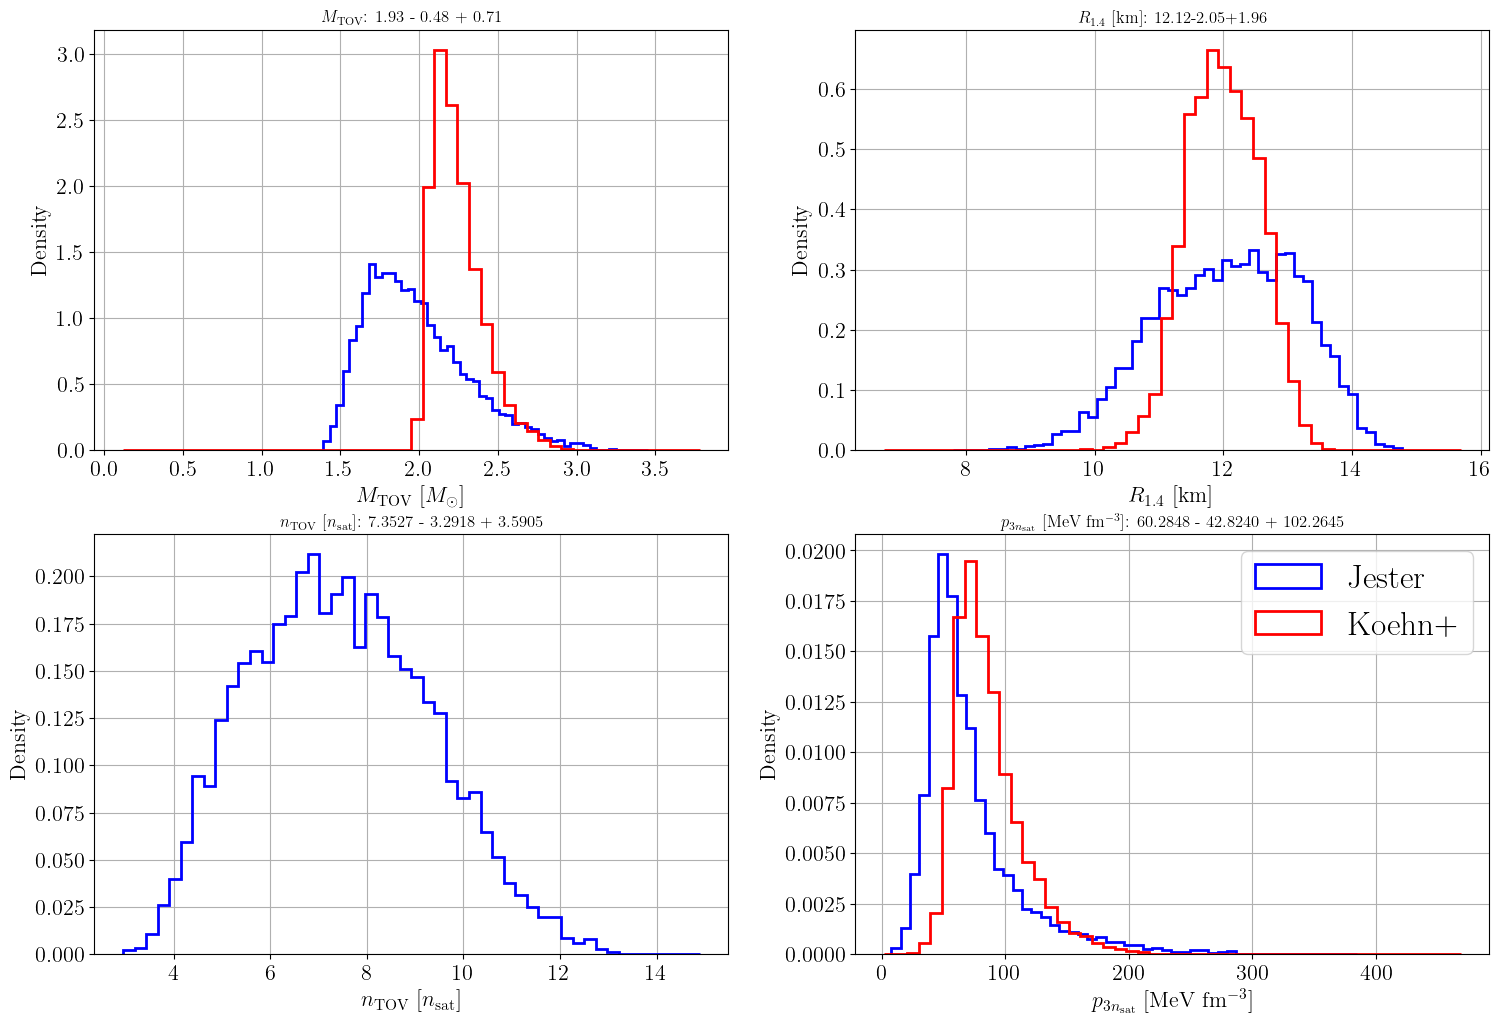 M_TOV: 1.93 - 0.48 + 0.71
Density
3.0
2.5
2.0
1.5
1.0
0.5
0.0
0.0 0.5 1.0 1.5 2.0 2.5 3.0 3.5
M_TOV [M_⊙]
R_1.4 [km]: 12.12-2.05+1.96
Density
0.6
0.5
0.4
0.3
0.2
0.1
0.0
8 10 12 14 16
R_1.4 [km]
n_TOV [n_sat]: 7.3527 - 3.2918 + 3.5905
Density
0.200
0.175
0.150
0.125
0.100
0.075
0.050
0.025
0.000
4 6 8 10 12 14
n_TOV [n_sat]
p_3n_sat [MeV fm⁻³]: 60.2848 - 42.8240 + 102.2645
Density
0.0200
0.0175
0.0150
0.0125
0.0100
0.0075
0.0050
0.0025
0.0000
0 100 200 300 400
p_3n_sat [MeV fm⁻³]
Jester
Koehn+